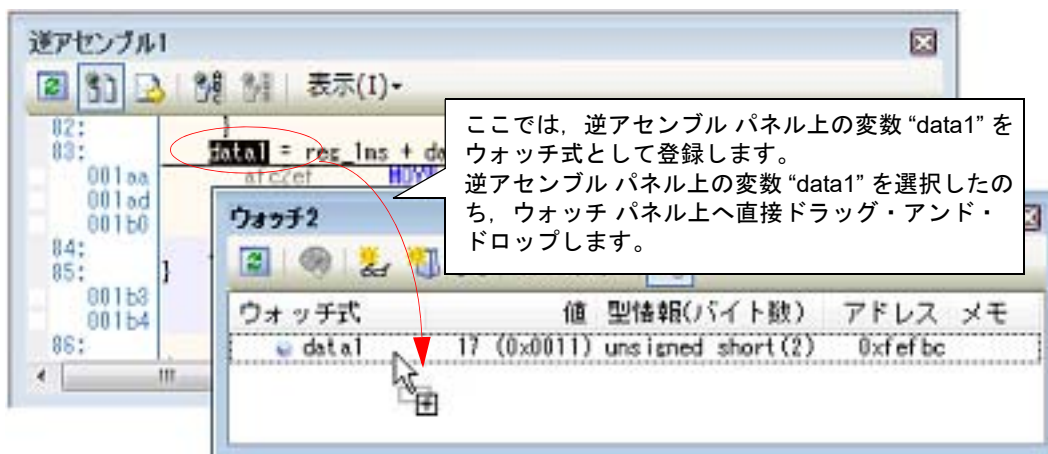 逆アセンブル1
表示(I)
82: }
83: data1 = reg_1ms + da
ここでは，逆アセンブル パネル上の変数 “data1” を
ウォッチ式として登録します。
逆アセンブル パネル上の変数 “data1” を選択したの
ち，ウォッチ パネル上へ直接ドラッグ・アンド・
ドロップします。
001aa afc2ef
001ad
001b0
84:
85: }
001b3
001b4
86:
ウォッチ2
ウォッチ式 値 型情報(バイト数) アドレス メモ
data1 17 (0x0011) unsigned short(2) 0xfefbc